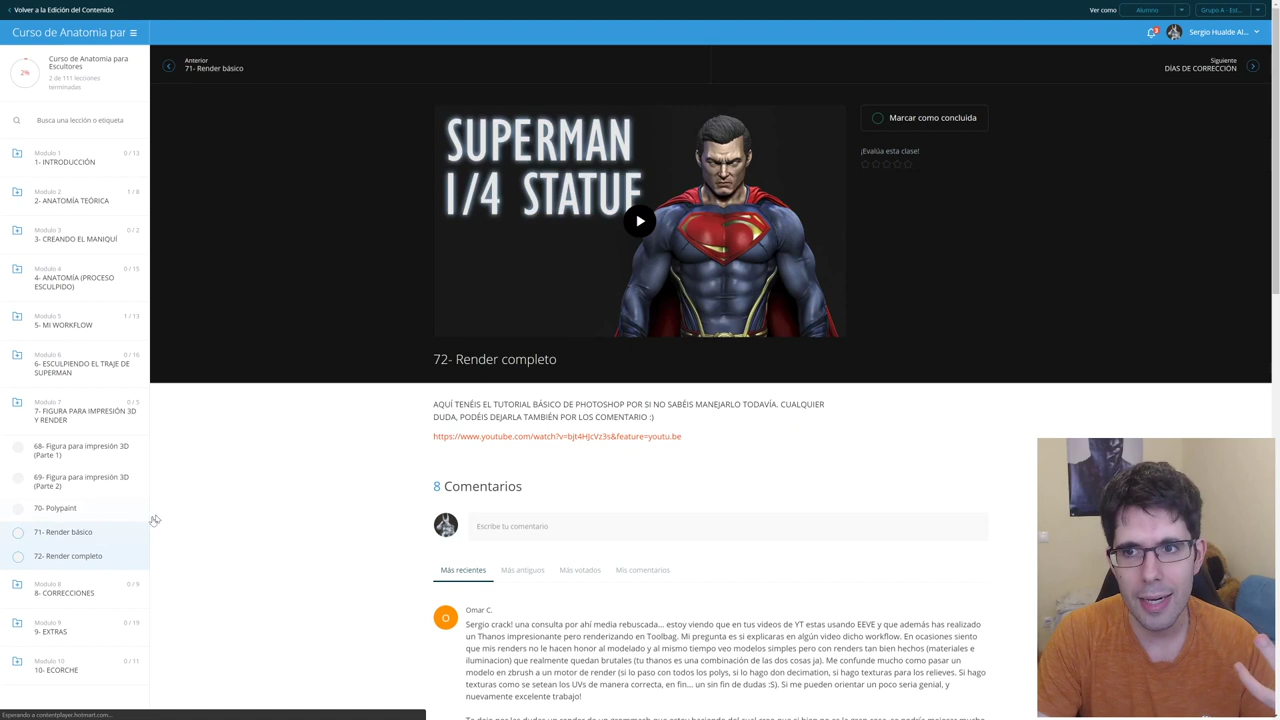 Volver a la Edición del Contenido
Ver como
Alumno
Grupo A - Est...
Curso de Anatomia par
3
Sergio Hualde Al...
2%
Curso de Anatomia para
Escultores
2 de 111 lecciones
terminadas
Busca una lección o etiqueta
Modulo 1
0 / 13
1- INTRODUCCIÓN
Modulo 2
1 / 8
2- ANATOMÍA TEÓRICA
Modulo 3
0 / 2
3- CREANDO EL MANIQUÍ
Modulo 4
0 / 15
4- ANATOMÍA (PROCESO
ESCULPIDO)
Modulo 5
1 / 13
5- MI WORKFLOW
Modulo 6
0 / 16
6- ESCULPIENDO EL TRAJE DE
SUPERMAN
Modulo 7
0 / 5
7- FIGURA PARA IMPRESIÓN 3D
Y RENDER
68- Figura para impresión 3D
(Parte 1)
69- Figura para impresión 3D
(Parte 2)
70- Polypaint
71- Render básico
72- Render completo
Modulo 8
0 / 9
8- CORRECCIONES
Modulo 9
0 / 19
9- EXTRAS
Modulo 10
0 / 11
10- ECORCHE
Esperando a contentplayer.hotmart.com...
Anterior
71- Render básico
Siguiente
DÍAS DE CORRECCIÓN
SUPERMAN
1/4 STATUE
Marcar como concluida
¡Evalúa esta clase!
72- Render completo
AQUÍ TENÉIS EL TUTORIAL BÁSICO DE PHOTOSHOP POR SI NO SABÉIS MANEJARLO TODAVÍA. CUALQUIER
DUDA, PODÉIS DEJARLA TAMBIÉN POR LOS COMENTARIO :)
https://www.youtube.com/watch?v=bjt4HJcVz3s&feature=youtu.be
8 Comentarios
Escribe tu comentario
Más recientes
Más antiguos
Más votados
Mis comentarios
O
Omar C.
Sergio crack! una consulta por ahí media rebuscada... estoy viendo que en tus videos de YT estas usando EEVE y que además has realizado
un Thanos impresionante pero renderizando en Toolbag. Mi pregunta es si explicaras en algún video dicho workflow. En ocasiones siento
que mis renders no le hacen honor al modelado y al mismo tiempo veo modelos simples pero con renders tan bien hechos (materiales e
iluminacion) que realmente quedan brutales (tu thanos es una combinación de las dos cosas ja). Me confunde mucho como pasar un
modelo en zbrush a un motor de render (si lo paso con todos los polys, si lo hago don decimation, si hago texturas para los relieves. Si hago
texturas como se setean los UVs de manera correcta, en fin... un sin fin de dudas :S). Si me pueden orientar un poco seria genial, y
nuevamente excelente trabajo!